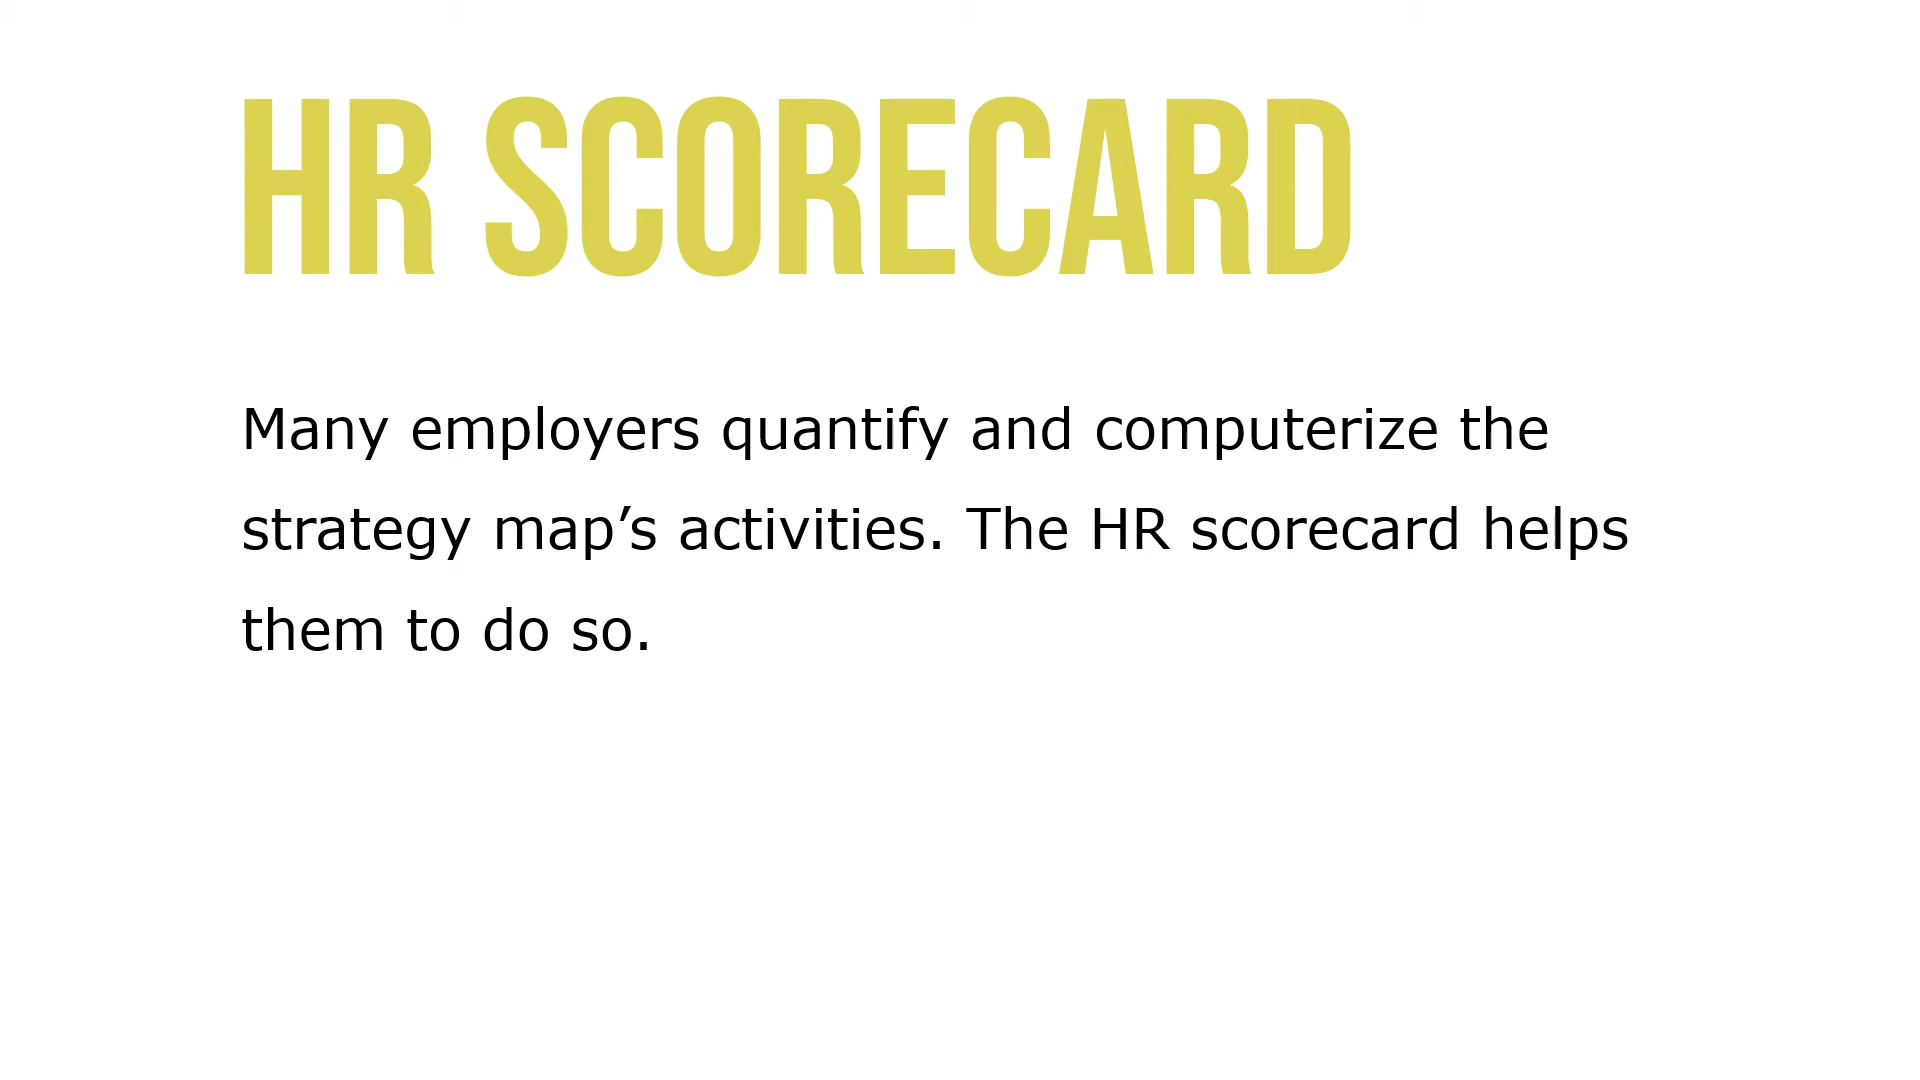 HR SCORECARD
Many employers quantify and computerize the
strategy map’s activities. The HR scorecard helps
them to do so.